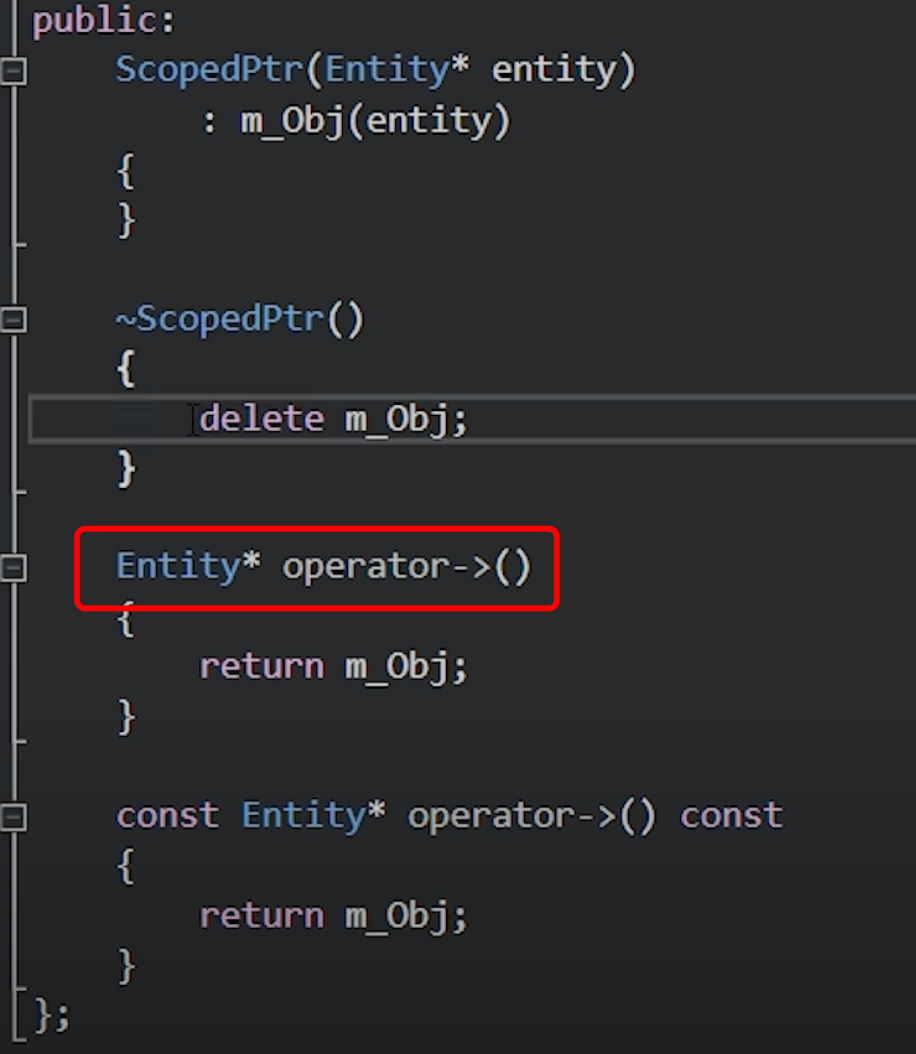 public:
ScopedPtr(Entity* entity)
: m_Obj(entity)
{
}
~ScopedPtr()
{
delete m_Obj;
}
Entity* operator->()
{
return m_Obj;
}
const Entity* operator->() const
{
return m_Obj;
}
};